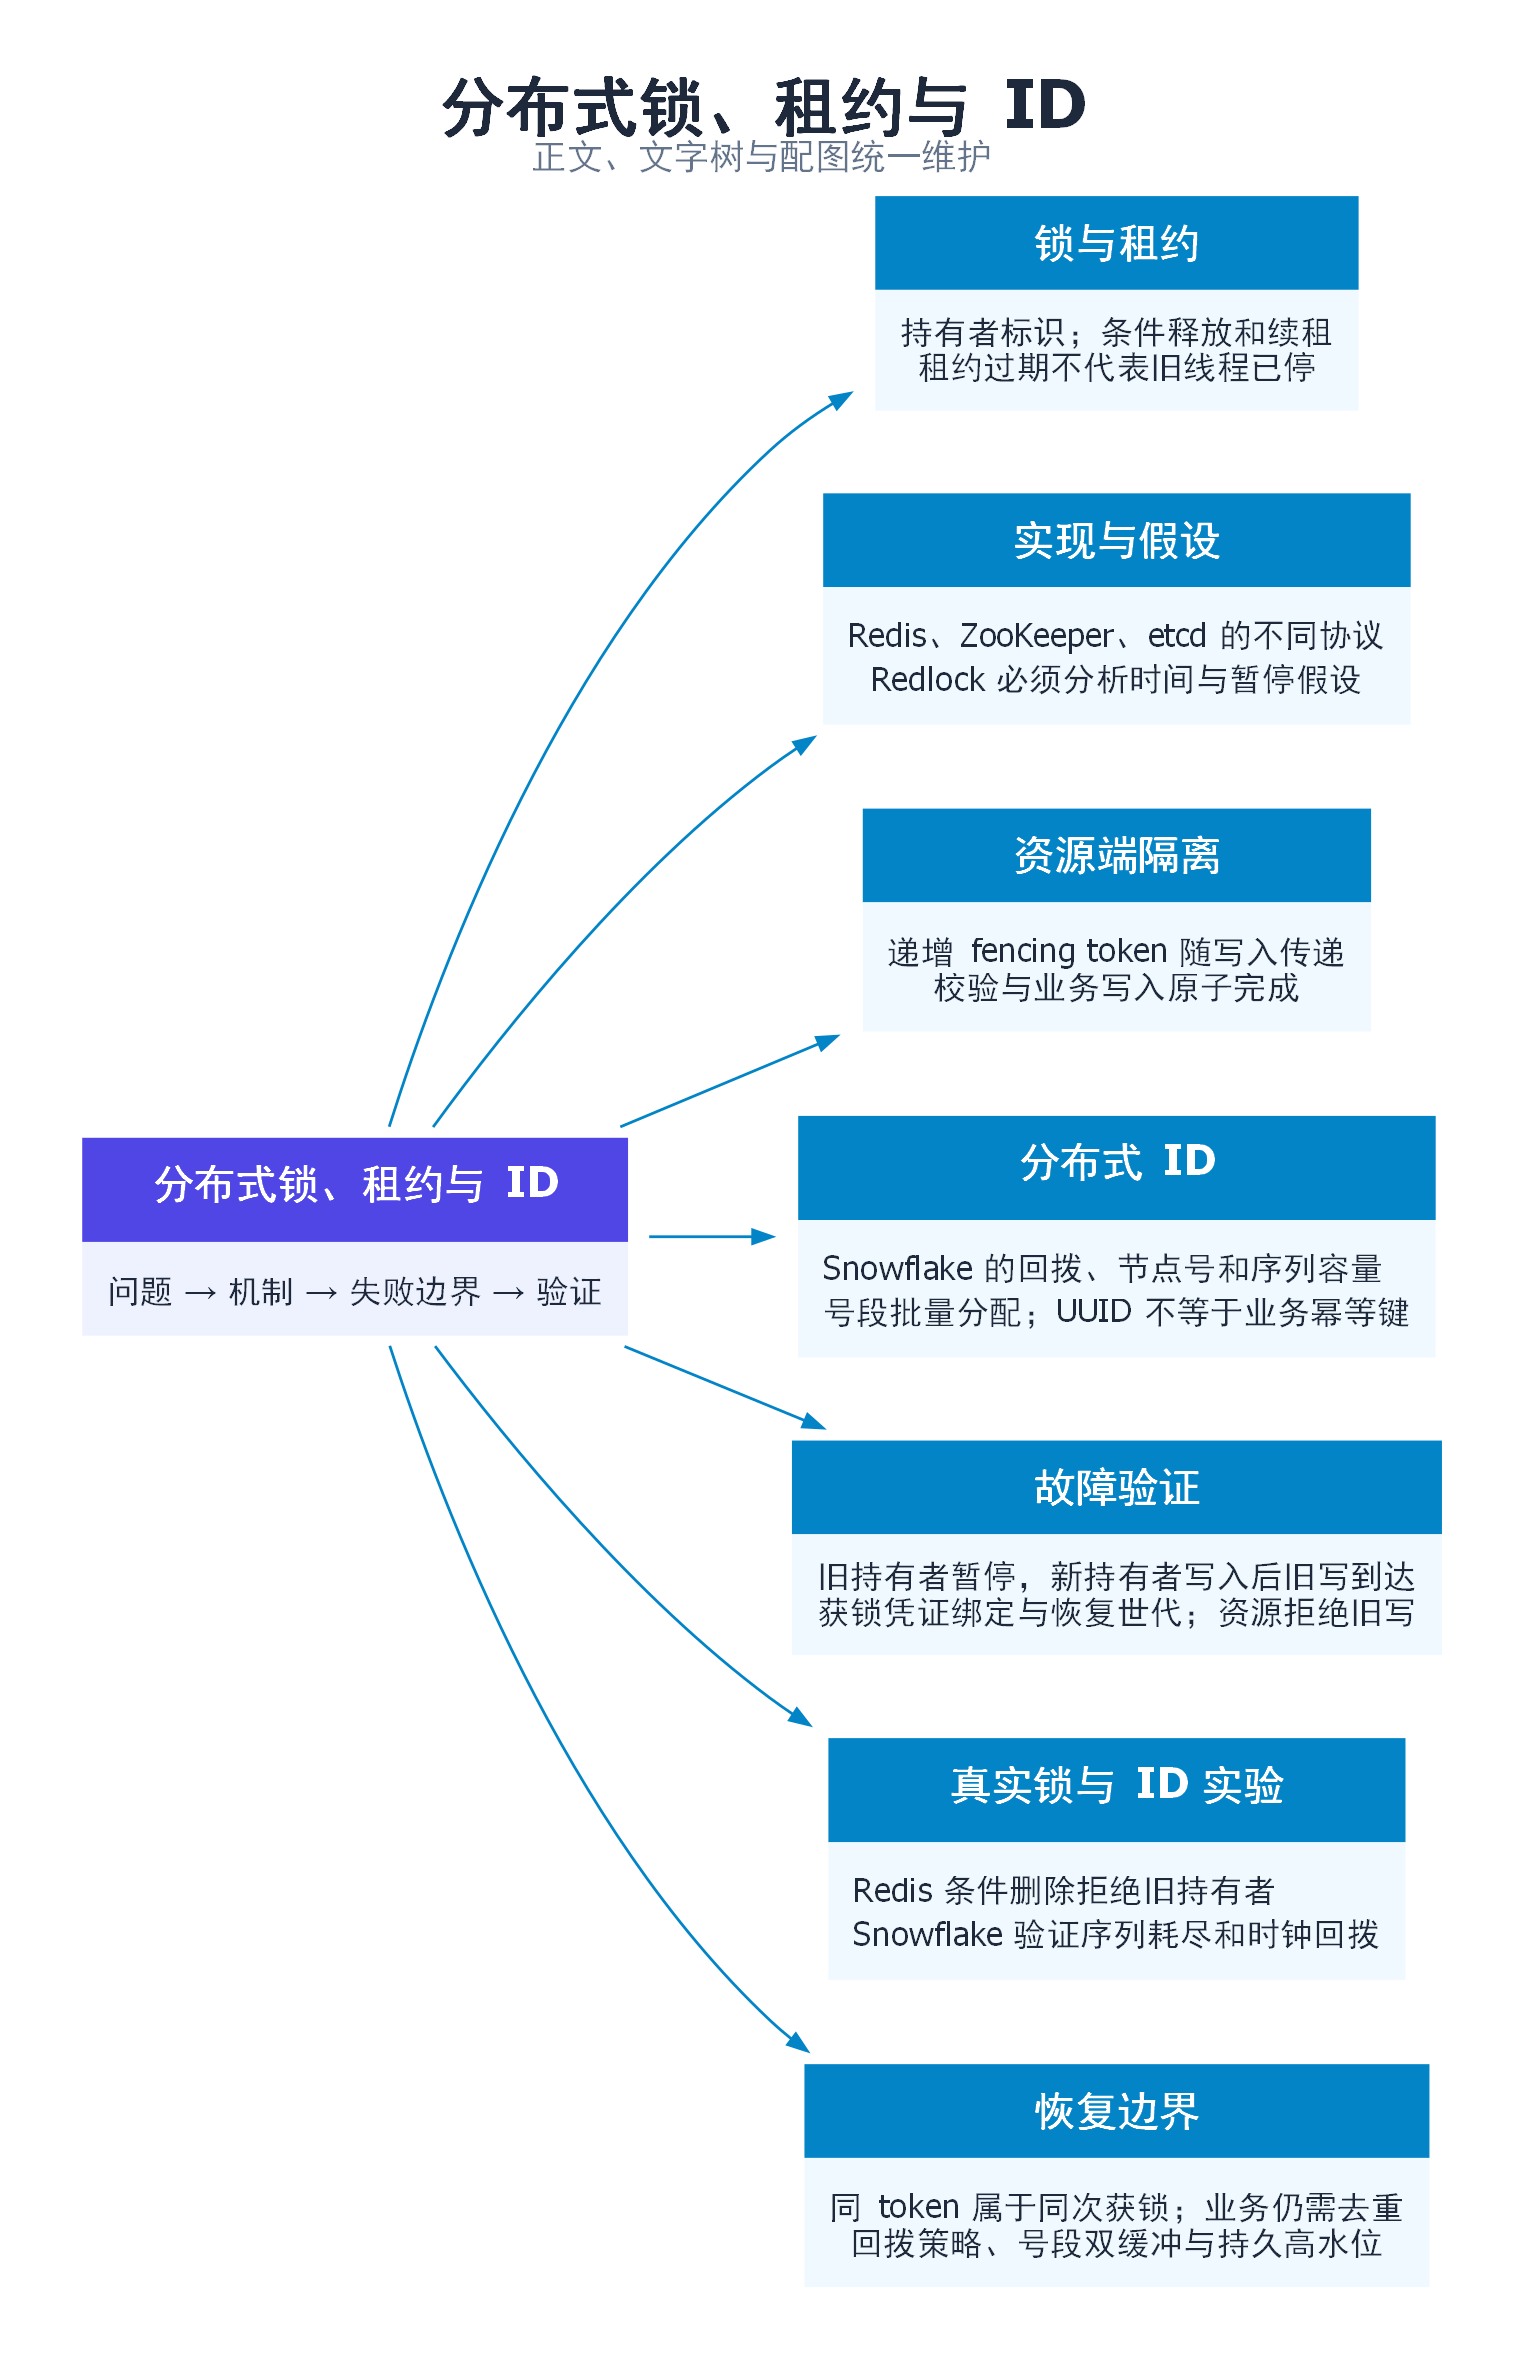 分布式锁、租约与 ID
正文、文字树与配图统一维护
锁与租约
持有者标识；条件释放和续租
租约过期不代表旧线程已停
实现与假设
Redis、ZooKeeper、etcd 的不同协议
Redlock 必须分析时间与暂停假设
资源端隔离
递增 fencing token 随写入传递
校验与业务写入原子完成
分布式锁、租约与 ID
问题 → 机制 → 失败边界 → 验证
分布式 ID
Snowflake 的回拨、节点号和序列容量
号段批量分配；UUID 不等于业务幂等键
故障验证
旧持有者暂停，新持有者写入后旧写到达
获锁凭证绑定与恢复世代；资源拒绝旧写
真实锁与 ID 实验
Redis 条件删除拒绝旧持有者
Snowflake 验证序列耗尽和时钟回拨
恢复边界
同 token 属于同次获锁；业务仍需去重
回拨策略、号段双缓冲与持久高水位